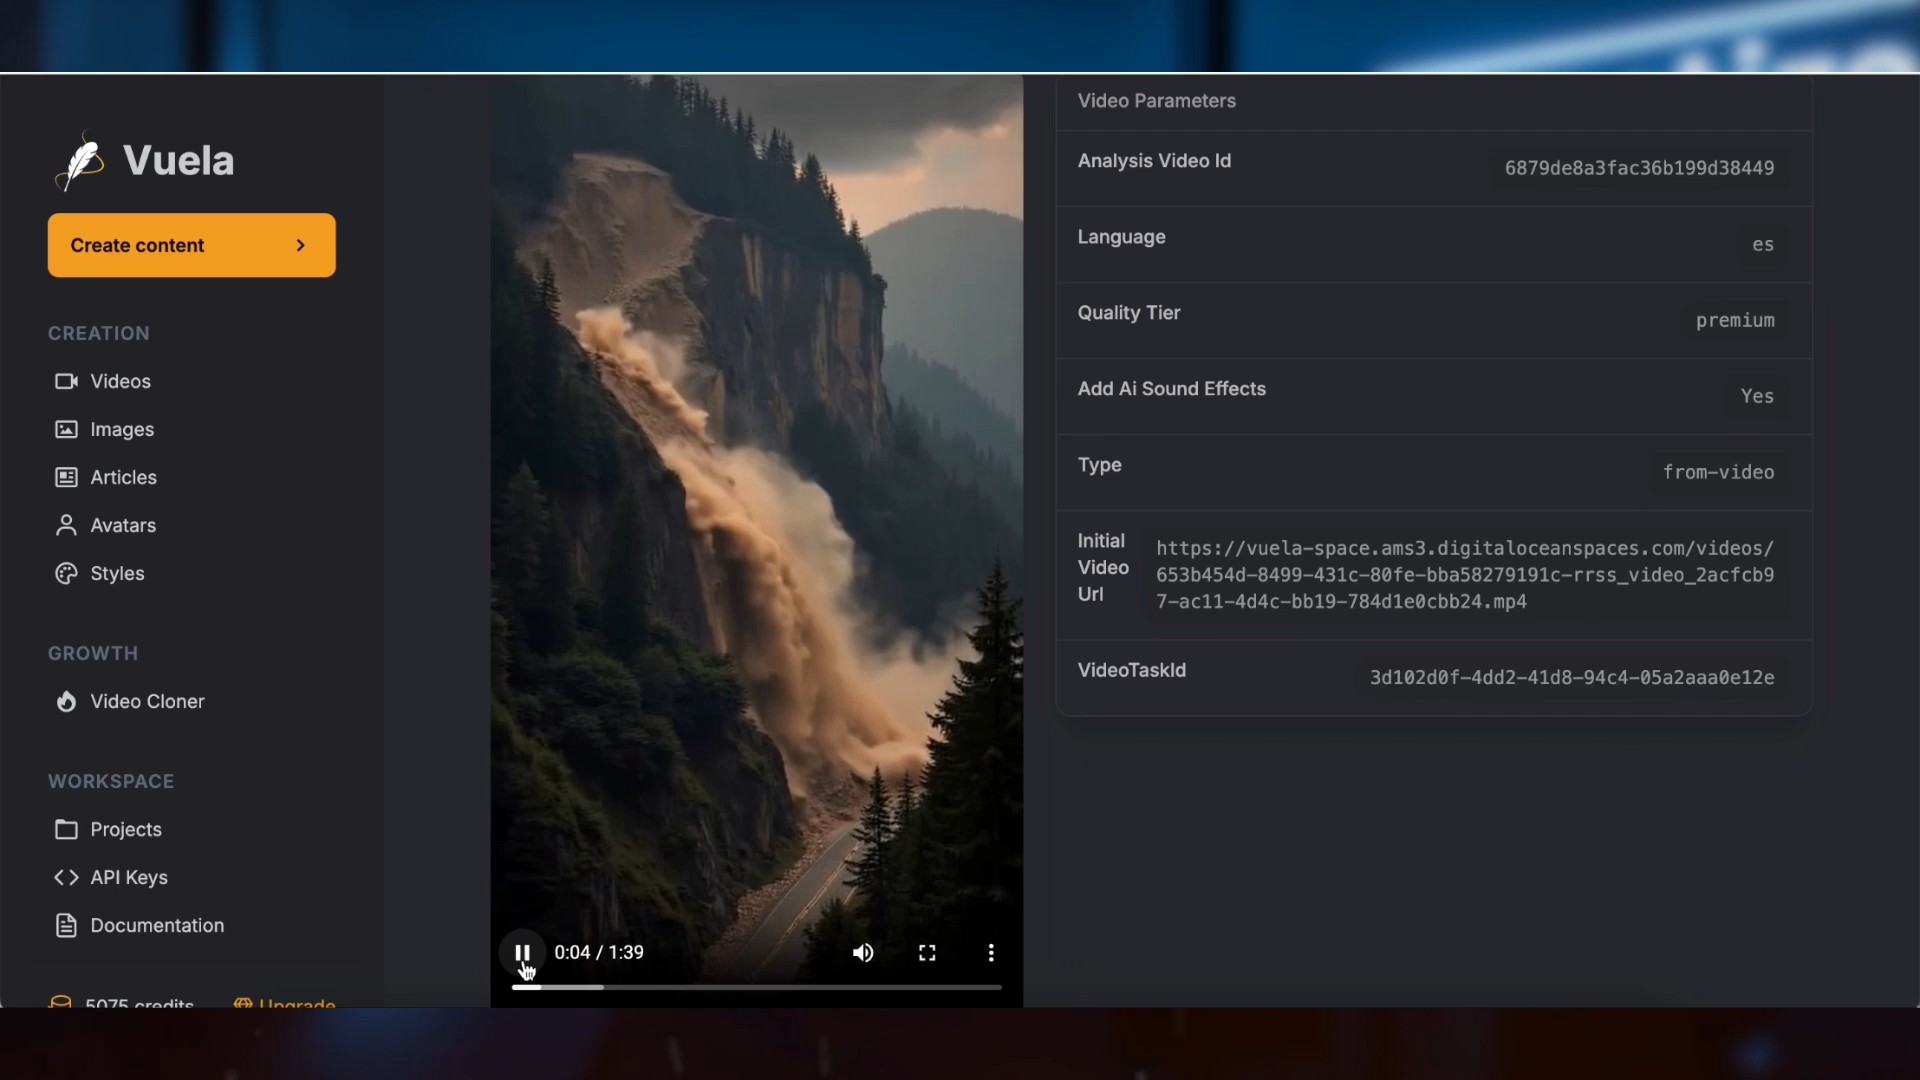 Vuela
Create content
CREATION
Videos
Images
Articles
Avatars
Styles
GROWTH
Video Cloner
WORKSPACE
Projects
API Keys
Documentation
5075 credits
Upgrade
0:04 / 1:39
Video Parameters
Analysis Video Id
6879de8a3fac36b199d38449
Language
es
Quality Tier
premium
Add Ai Sound Effects
Yes
Type
from-video
Initial
Video
Url
https://vuela-space.ams3.digitaloceanspaces.com/videos/
653b454d-8499-431c-80fe-bba58279191c-rrss_video_2acfcb9
7-ac11-4d4c-bb19-784d1e0cbb24.mp4
VideoTaskId
3d102d0f-4dd2-41d8-94c4-05a2aaa0e12e